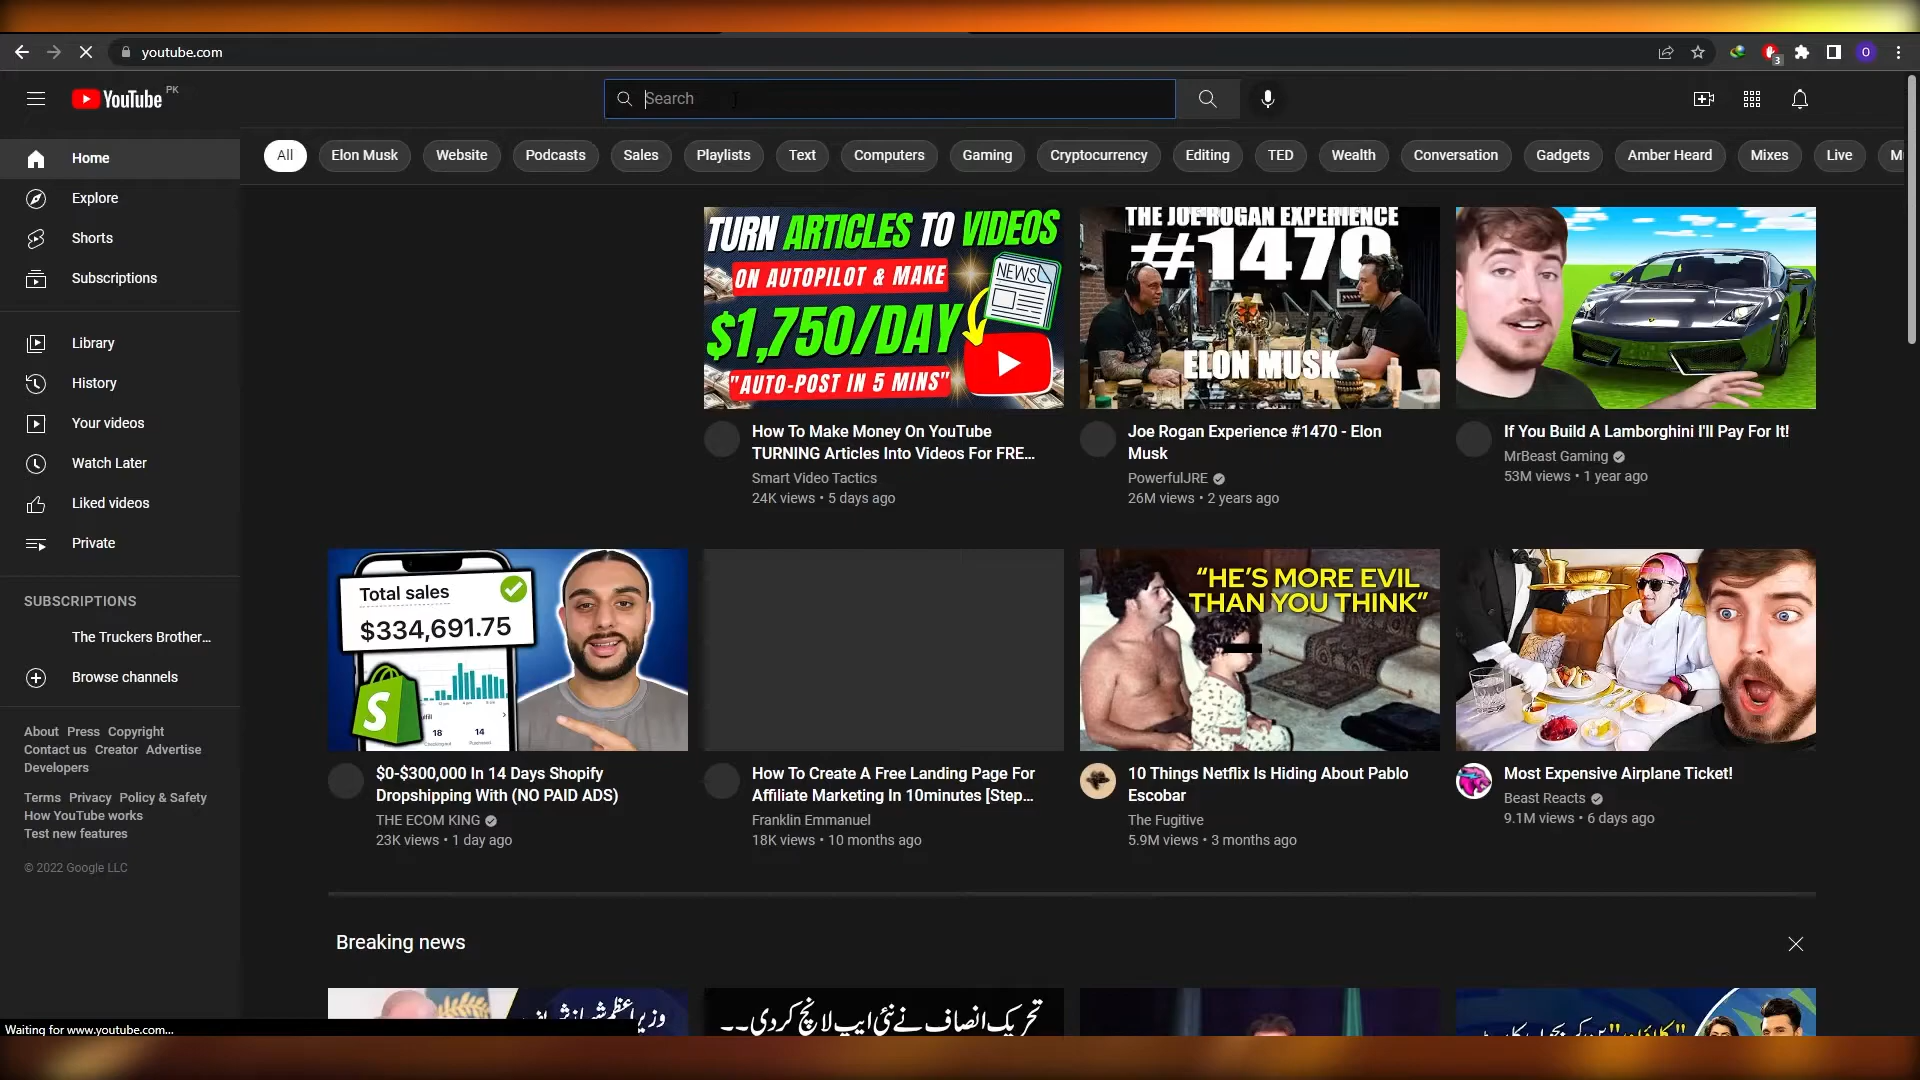 youtube.com
3
O
YouTube PK
Search
Home
Explore
Shorts
Subscriptions
Library
History
Your videos
Watch Later
Liked videos
Private
SUBSCRIPTIONS
The Truckers Brother...
Browse channels
About Press Copyright
Contact us Creator Advertise
Developers
Terms Privacy Policy & Safety
How YouTube works
Test new features
© 2022 Google LLC
All Elon Musk Website Podcasts Sales Playlists Text Computers Gaming Cryptocurrency Editing TED Wealth Conversation Gadgets Amber Heard Mixes Live
TURN ARTICLES TO VIDEOS
ON AUTOPILOT & MAKE
NEWS
$1,750/DAY
"AUTO-POST IN 5 MINS"
How To Make Money On YouTube
TURNING Articles Into Videos For FRE...
Smart Video Tactics
24K views • 5 days ago
THE JOE ROGAN EXPERIENCE
#1470
ELON MUSK
Joe Rogan Experience #1470 - Elon
Musk
PowerfulJRE
26M views • 2 years ago
If You Build A Lamborghini I'll Pay For It!
MrBeast Gaming
53M views • 1 year ago
Total sales
$334,691.75
S
18
14
$0-$300,000 In 14 Days Shopify
Dropshipping With (NO PAID ADS)
THE ECOM KING
23K views • 1 day ago
How To Create A Free Landing Page For
Affiliate Marketing In 10minutes [Step...
Franklin Emmanuel
18K views • 10 months ago
"HE'S MORE EVIL
THAN YOU THINK"
10 Things Netflix Is Hiding About Pablo
Escobar
The Fugitive
5.9M views • 3 months ago
Most Expensive Airplane Ticket!
Beast Reacts
9.1M views • 6 days ago
Breaking news
تحریک انصاف نے نئی ایپ لانچ کردی۔۔
Waiting for www.youtube.com...